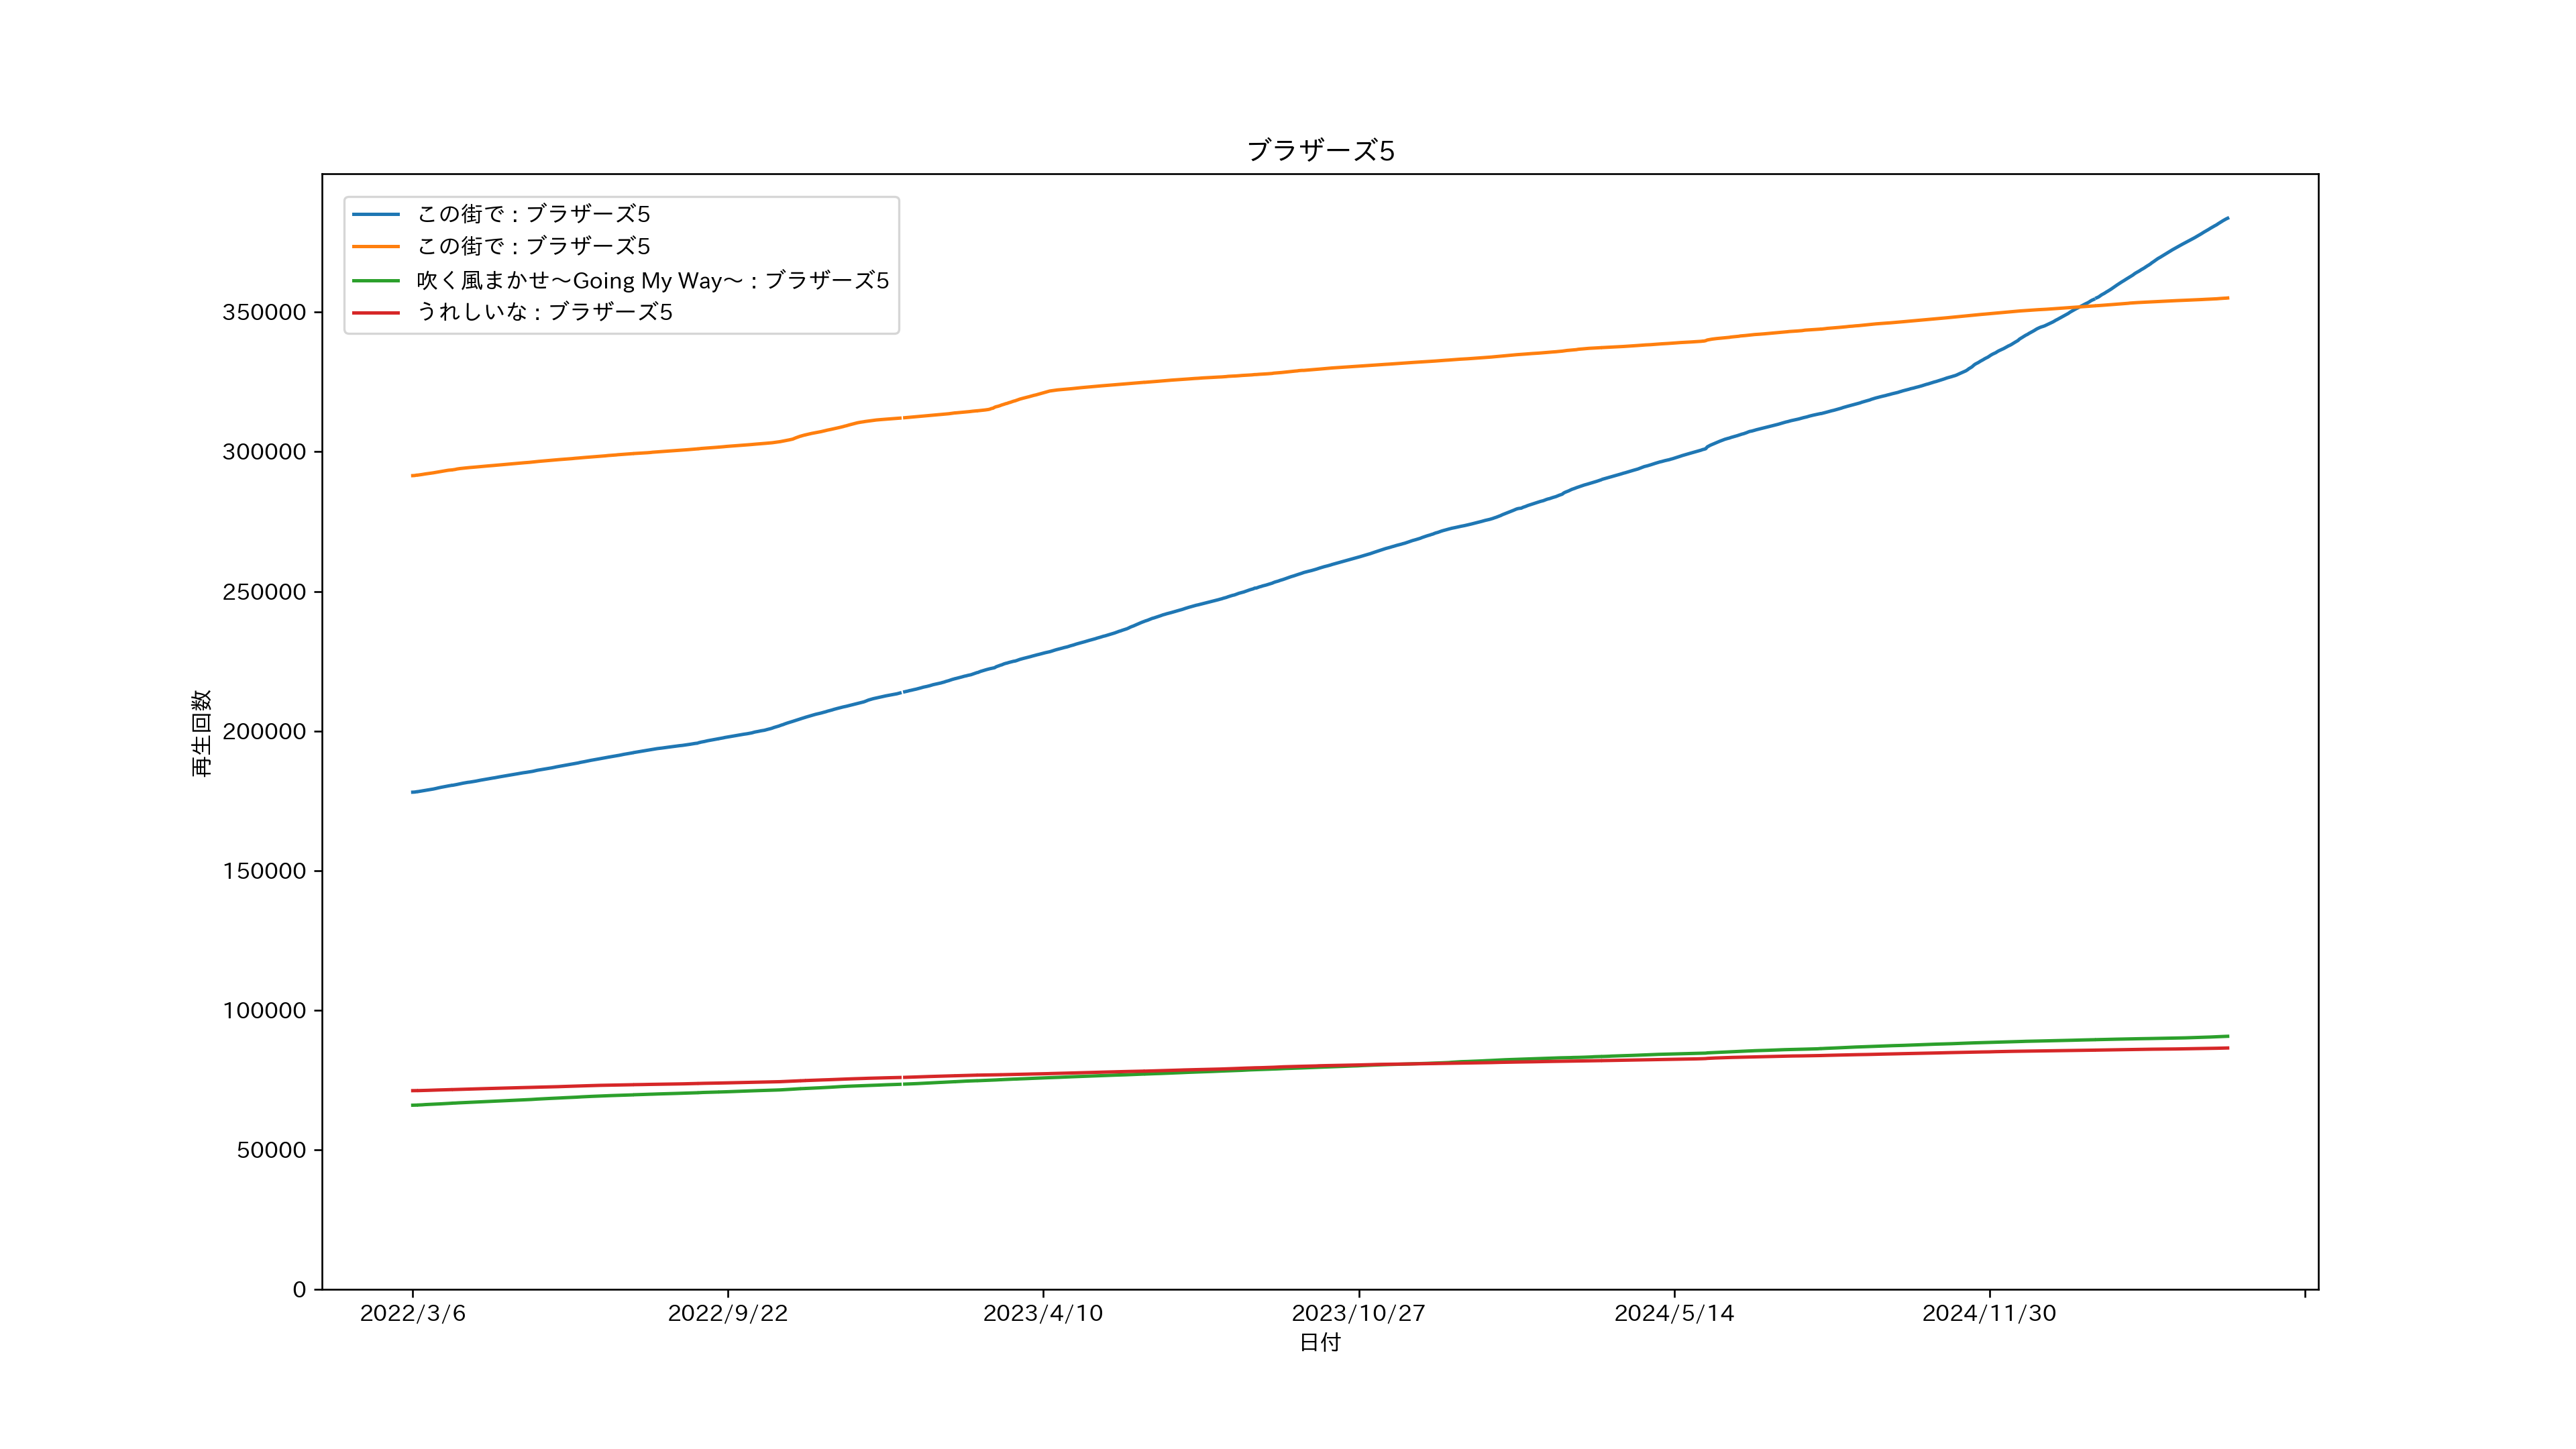 ブラザーズ5
この街で : ブラザーズ5
この街で : ブラザーズ5
吹く風まかせ～Going My Way～ : ブラザーズ5
うれしいな : ブラザーズ5
再生回数
350000
300000
250000
200000
150000
100000
50000
0
2022/3/6
2022/9/22
2023/4/10
2023/10/27
2024/5/14
2024/11/30
日付